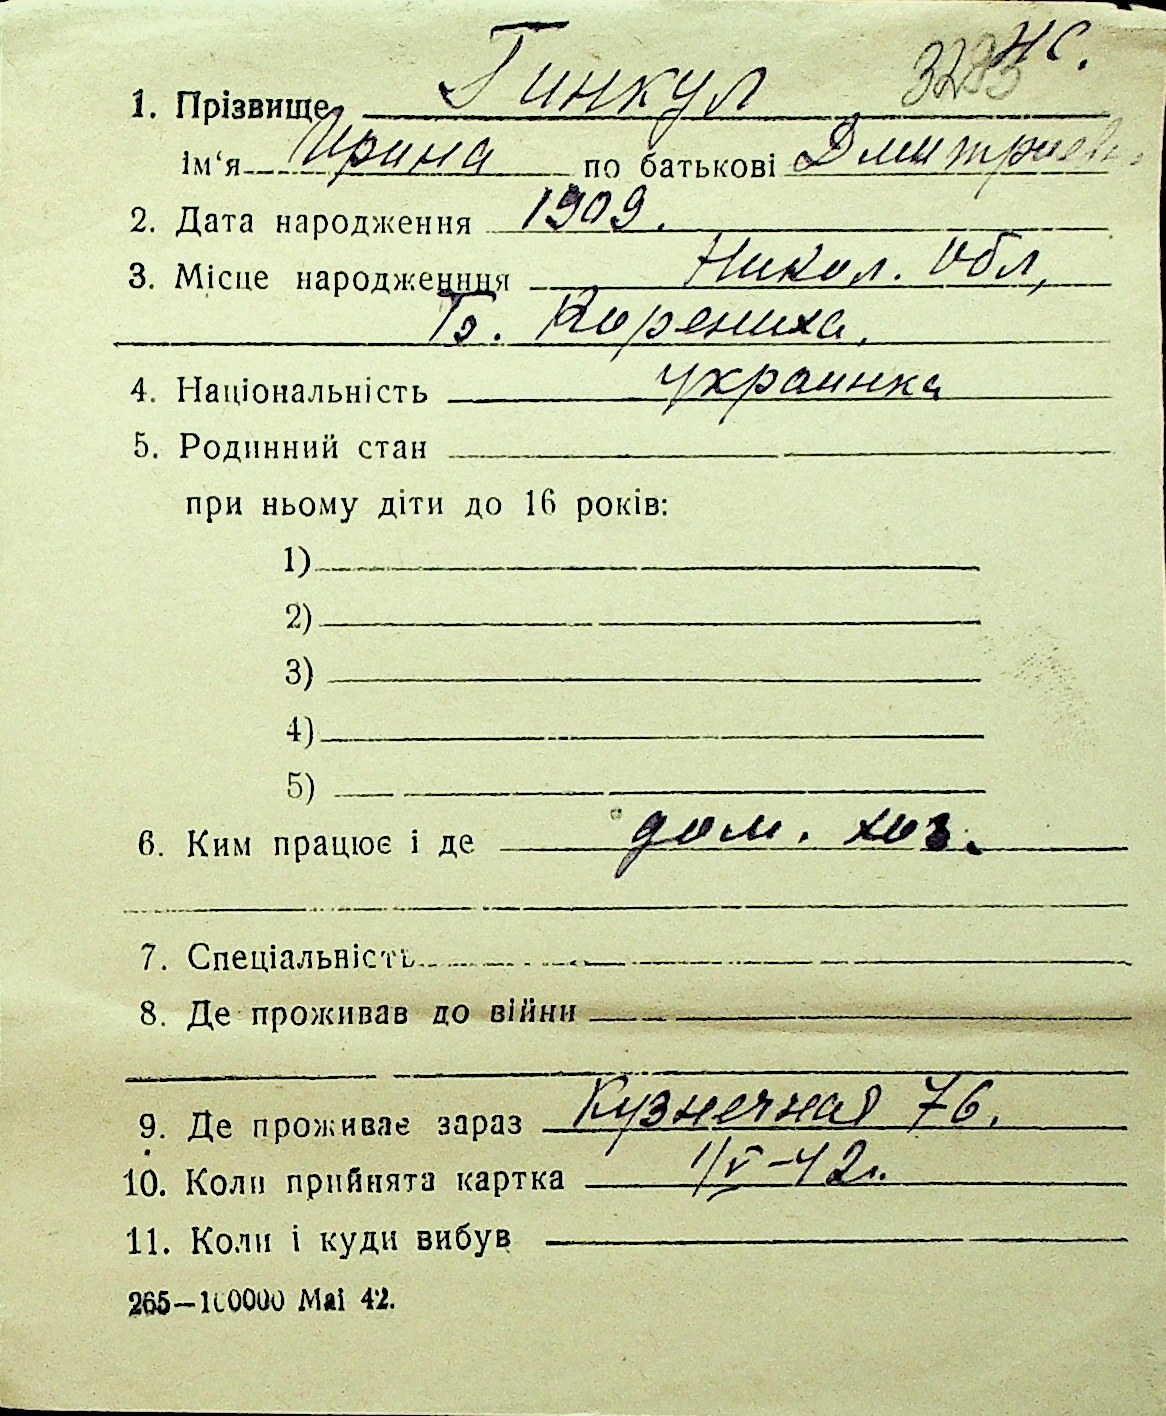 нс.
3283
1. Прізвище Гинкул
ім‘я Ирина по батькові Дмитриевн.
2. Дата народження 1909.
3. Місце народженння Никол. обл,
Б. Корениха.
4. Національність украинка
5. Родинний стан
при ньому діти до 16 років:
1)
2)
3)
4)
5)
6. Ким працює і де дом. хоз.
7. Спеціальність
8. Де проживав до війни
9. Де проживає зараз Кузнечная 76.
10. Коли прийнята картка 1/V-42г.
11. Коли і куди вибув
265—100000 Mai 42.